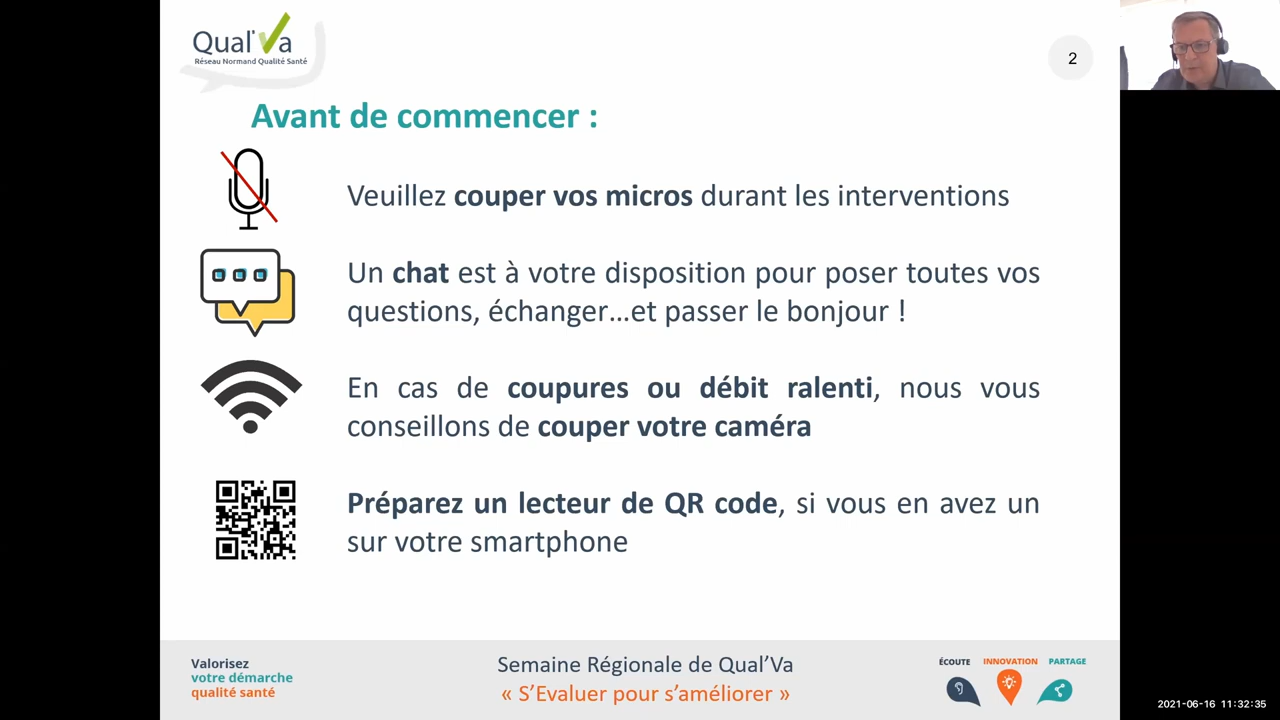 Qual'Va
Réseau Normand Qualité Santé
2
Avant de commencer :
Veuillez couper vos micros durant les interventions
Un chat est à votre disposition pour poser toutes vos
questions, échanger...et passer le bonjour !
En cas de coupures ou débit ralenti, nous vous
conseillons de couper votre caméra
Préparez un lecteur de QR code, si vous en avez un
sur votre smartphone
Valorisez
votre démarche
qualité santé
Semaine Régionale de Qual'Va
« S'Evaluer pour s'améliorer »
ÉCOUTE INNOVATION PARTAGE
2021-06-16 11:32:35